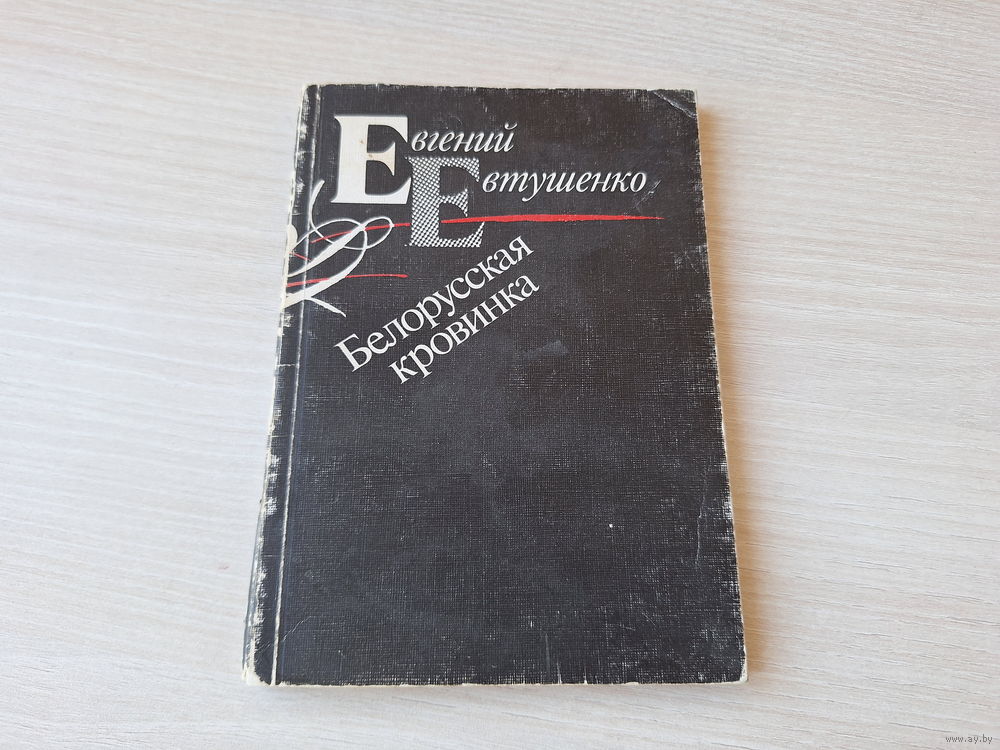 Евгений
Евтушенко
Белорусская
кровинка
www.ay.by